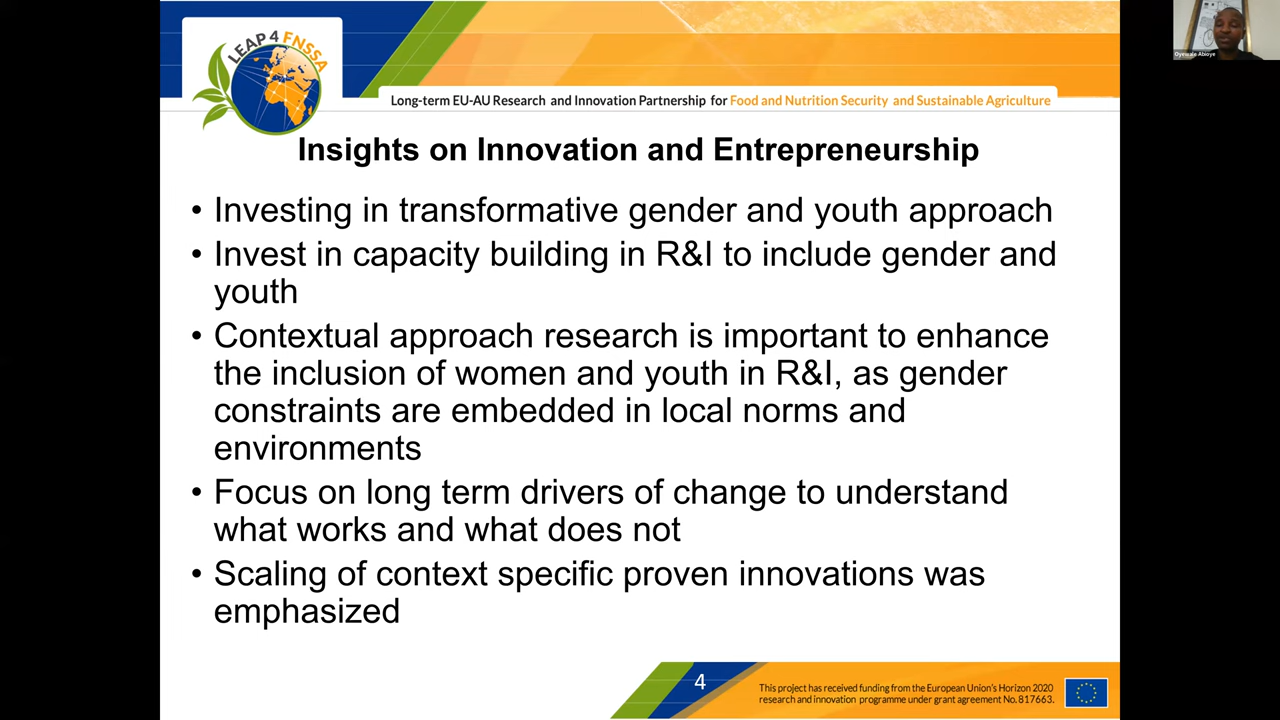 LEAP 4 FNSSA
Oyewale Abioye
Long-term EU-AU Research and Innovation Partnership for Food and Nutrition Security and Sustainable Agriculture
Insights on Innovation and Entrepreneurship
• Investing in transformative gender and youth approach
• Invest in capacity building in R&I to include gender and
youth
• Contextual approach research is important to enhance
the inclusion of women and youth in R&I, as gender
constraints are embedded in local norms and
environments
• Focus on long term drivers of change to understand
what works and what does not
• Scaling of context specific proven innovations was
emphasized
4
This project has received funding from the European Union's Horizon 2020
research and innovation programme under grant agreement No.817663.